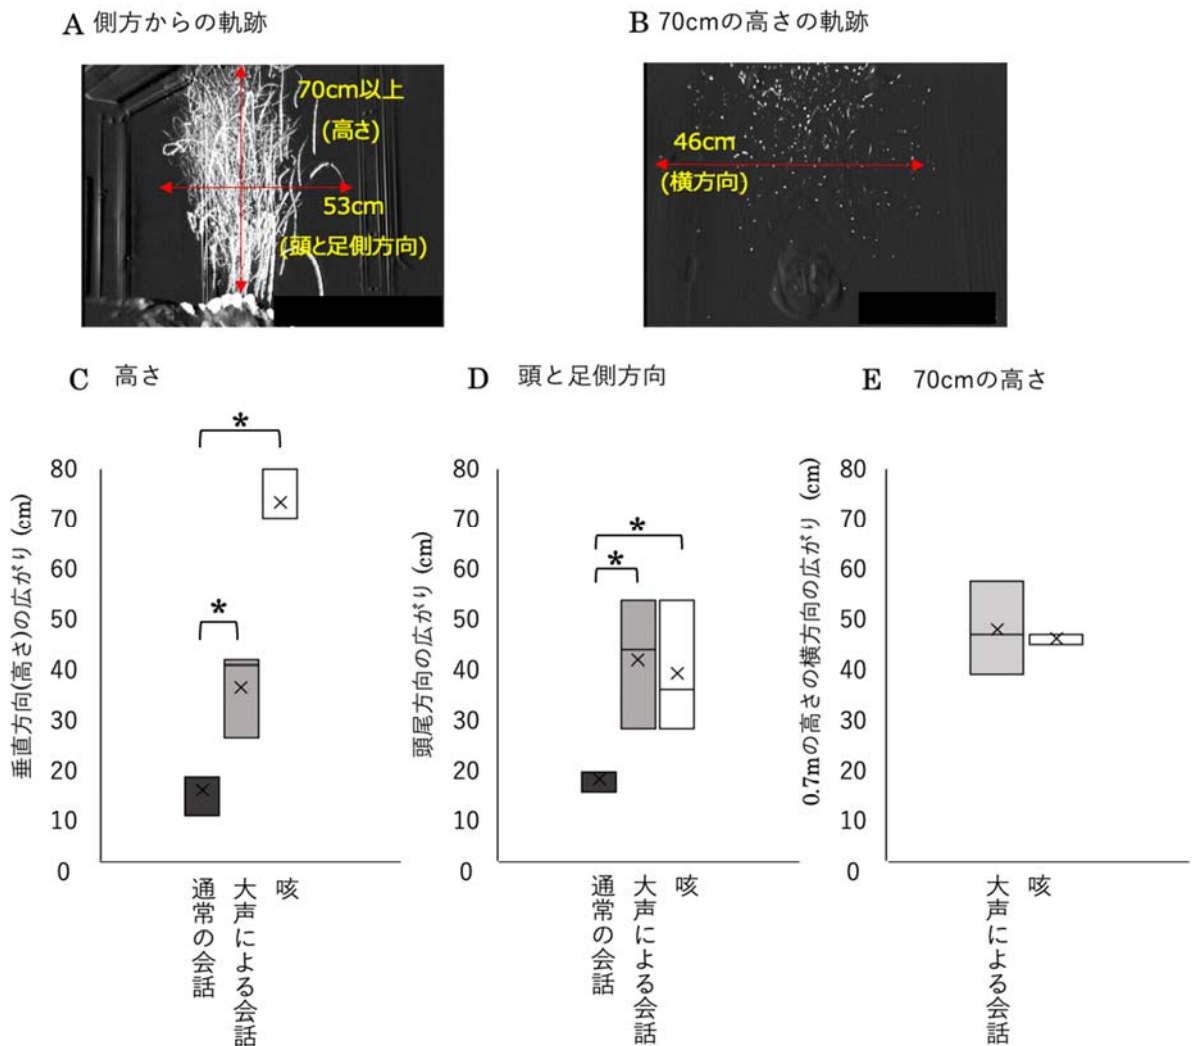 A 側方からの軌跡
B 70cmの高さの軌跡
70cm以上
(高さ)
53cm
(頭と足側方向)
46cm
(横方向)
C 高さ
垂直方向(高さ)の広がり (cm)
80
70
60
50
40
30
20
10
0
*
*
通常の会話
大声による会話
咳
D 頭と足側方向
頭尾方向の広がり (cm)
80
70
60
50
40
30
20
10
0
*
*
通常の会話
大声による会話
咳
E 70cmの高さ
0.7mの高さの横方向の広がり (cm)
80
70
60
50
40
30
20
10
0
大声による会話
咳